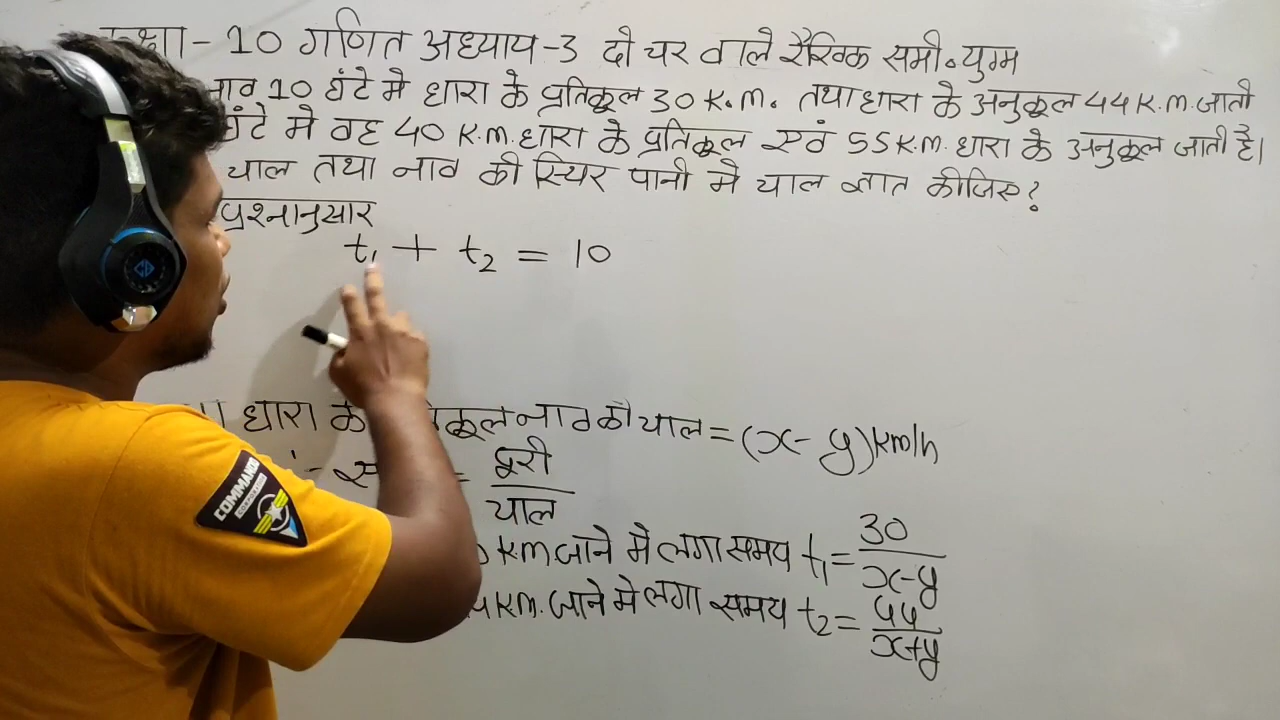 - 10 गणित अध्याय-3 दो चर वाले रैखिक समी॰ युग्म
नाव 10 घंटे मे धारा के प्रतिकूल 30 K.m. तथा धारा के अनुकूल 44 K.m. जाती
घंटे मे वह 40 K.m. धारा के प्रतिकूल एवं 55 K.m. धारा के अनुकूल जाती है।
चाल तथा नाव की स्थिर पानी मे चाल ज्ञात कीजिए?
प्रश्नानुसार
t₁ + t₂ = 10
धारा के नाव की चाल = (x - y) km/h
= दूरी / चाल
K.m जाने मे लगा समय t₁ = 30 / x-y
Km. जाने मे लगा समय t₂ = 44 / x+y
COMMANDO